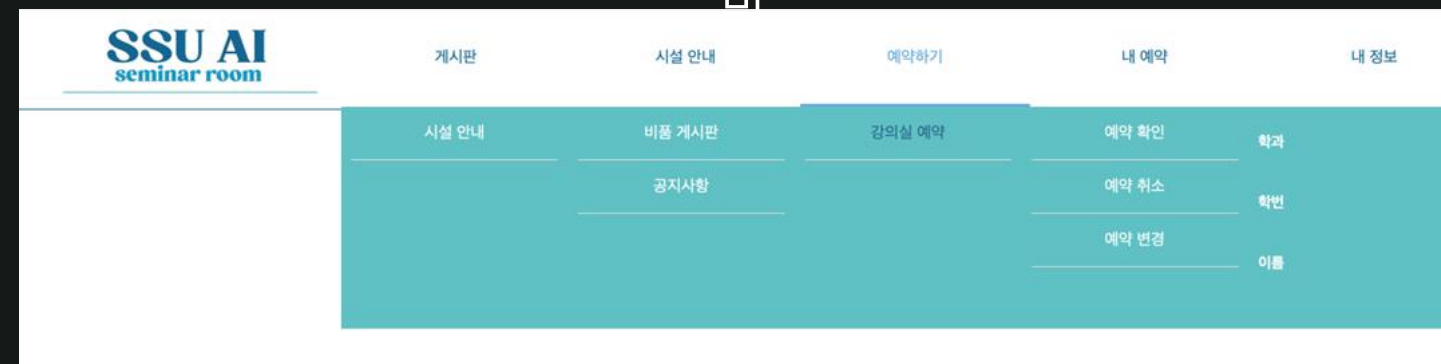 SSU AI
seminar room
게시판
시설 안내
예약하기
내 예약
내 정보
시설 안내
비품 게시판
강의실 예약
예약 확인
학과
공지사항
예약 취소
학번
예약 변경
이름